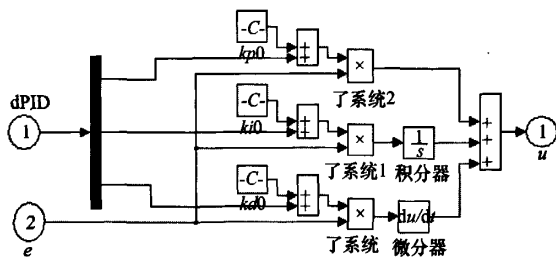 -C-
+
+
kp0
×
了系统2
dPID
1
-C-
+
+
ki0
×
了系统1
1
s
积分器
+
+
+
1
u
-C-
+
+
kd0
×
了系统
du/dt
微分器
2
e